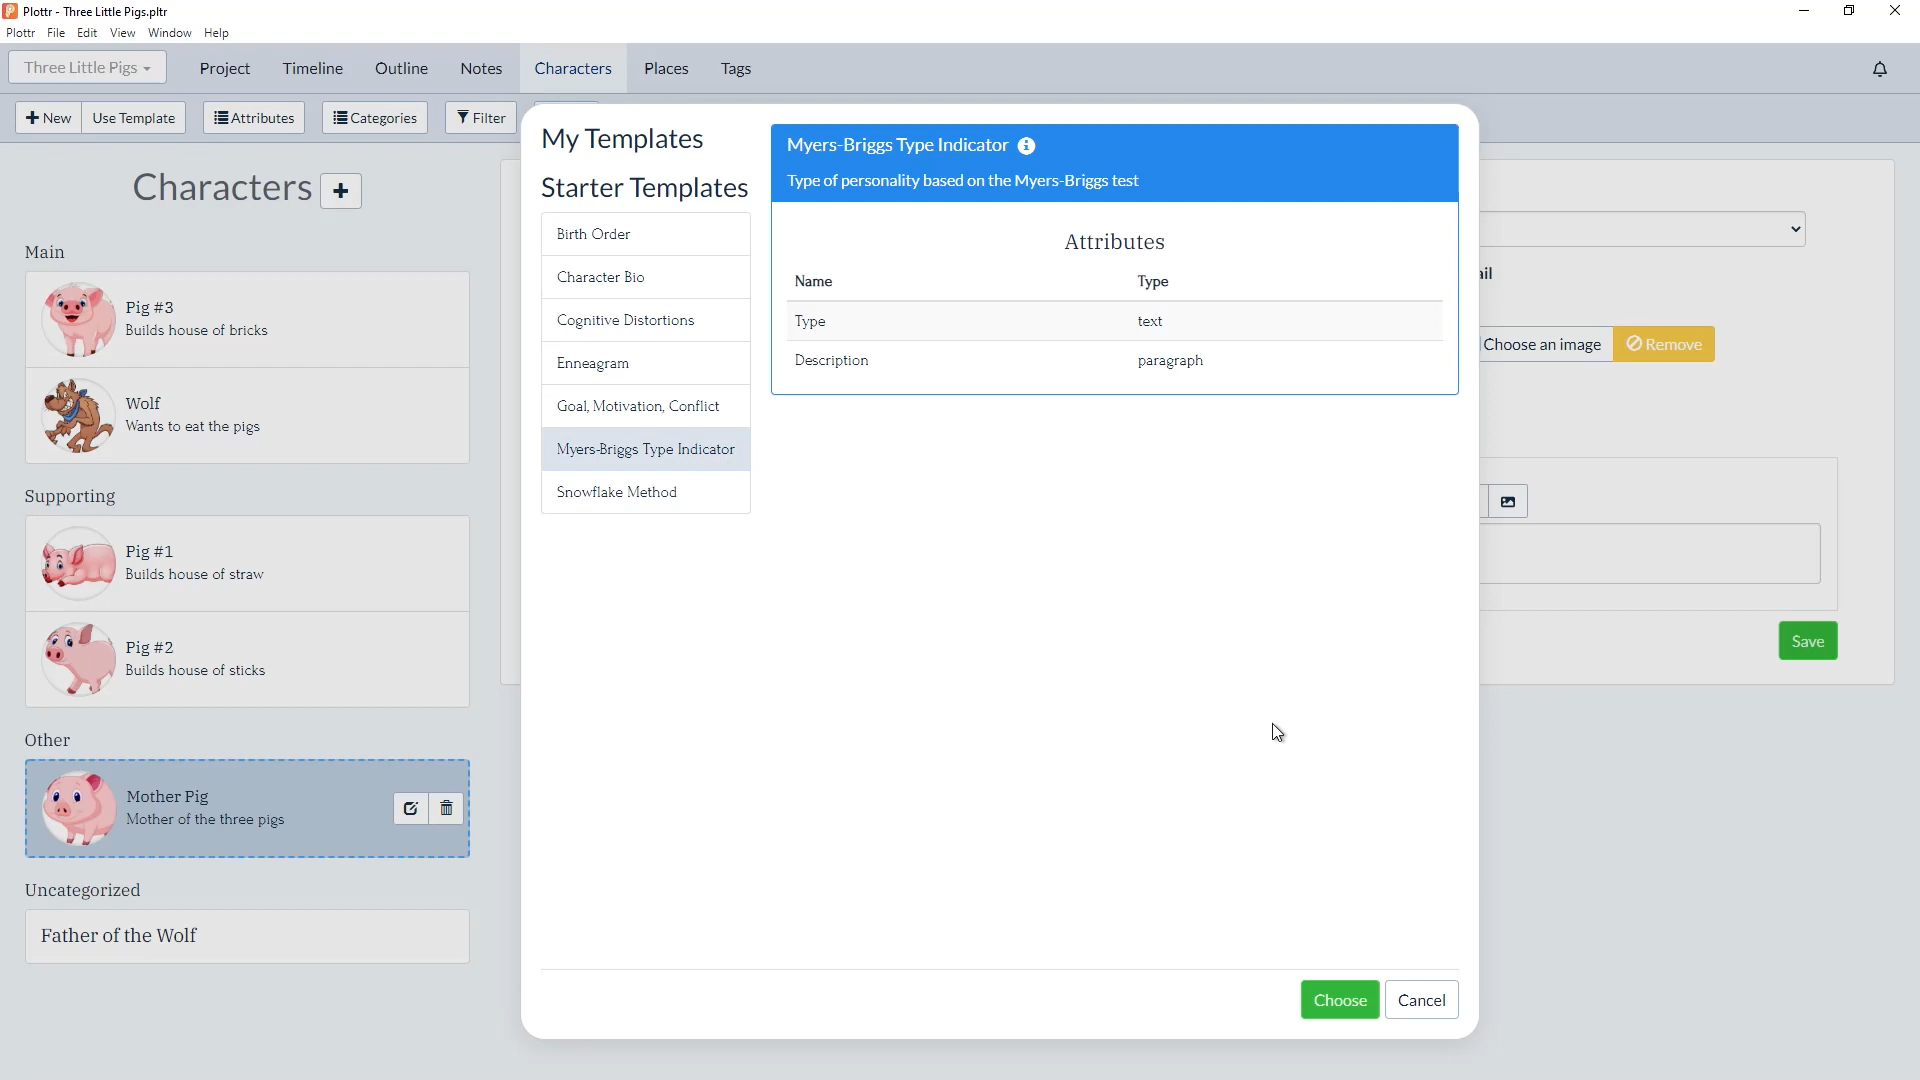 Plottr - Three Little Pigs.pltr
Plottr File Edit View Window Help
Three Little Pigs Project Timeline Outline Notes Characters Places Tags
New Use Template Attributes Categories Filter
Characters
Main
Pig #3
Builds house of bricks
Wolf
Wants to eat the pigs
Supporting
Pig #1
Builds house of straw
Pig #2
Builds house of sticks
Other
Mother Pig
Mother of the three pigs
Uncategorized
Father of the Wolf
My Templates
Starter Templates
Birth Order
Character Bio
Cognitive Distortions
Enneagram
Goal, Motivation, Conflict
Myers-Briggs Type Indicator
Snowflake Method
Myers-Briggs Type Indicator
Type of personality based on the Myers-Briggs test
Attributes
Name Type
Type text
Description paragraph
Choose Cancel
Choose an image Remove
Save